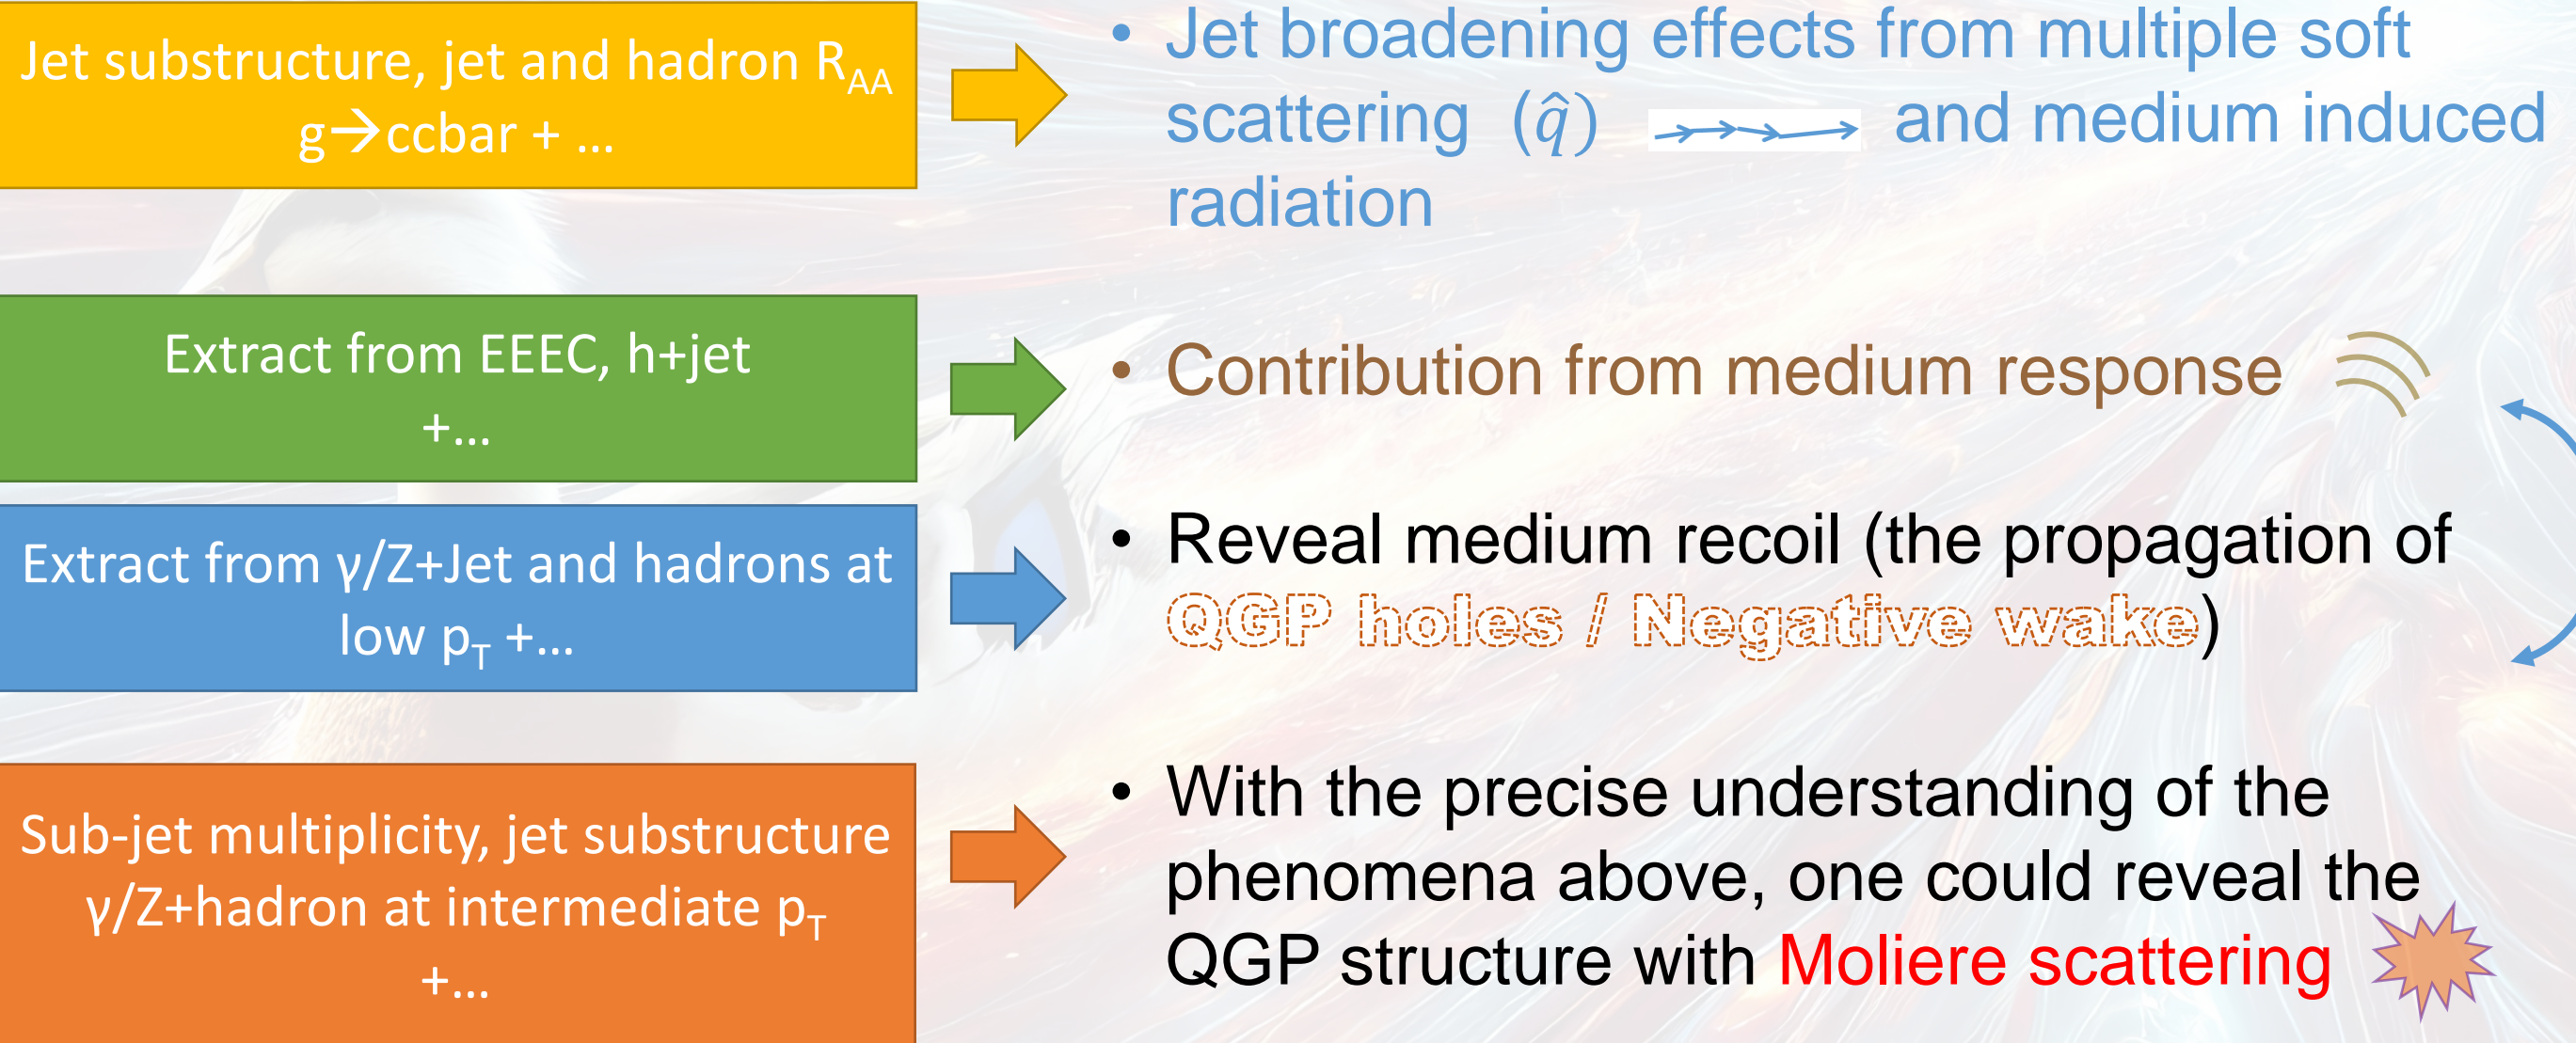 Jet substructure, jet and hadron R_AA
g→ccbar + ...
• Jet broadening effects from multiple soft
scattering (q̂) and medium induced
radiation
Extract from EEEC, h+jet
+...
• Contribution from medium response
Extract from γ/Z+Jet and hadrons at
low p_T +...
• Reveal medium recoil (the propagation of
QGP holes / Negative wake)
Sub-jet multiplicity, jet substructure
γ/Z+hadron at intermediate p_T
+...
• With the precise understanding of the
phenomena above, one could reveal the
QGP structure with Moliere scattering